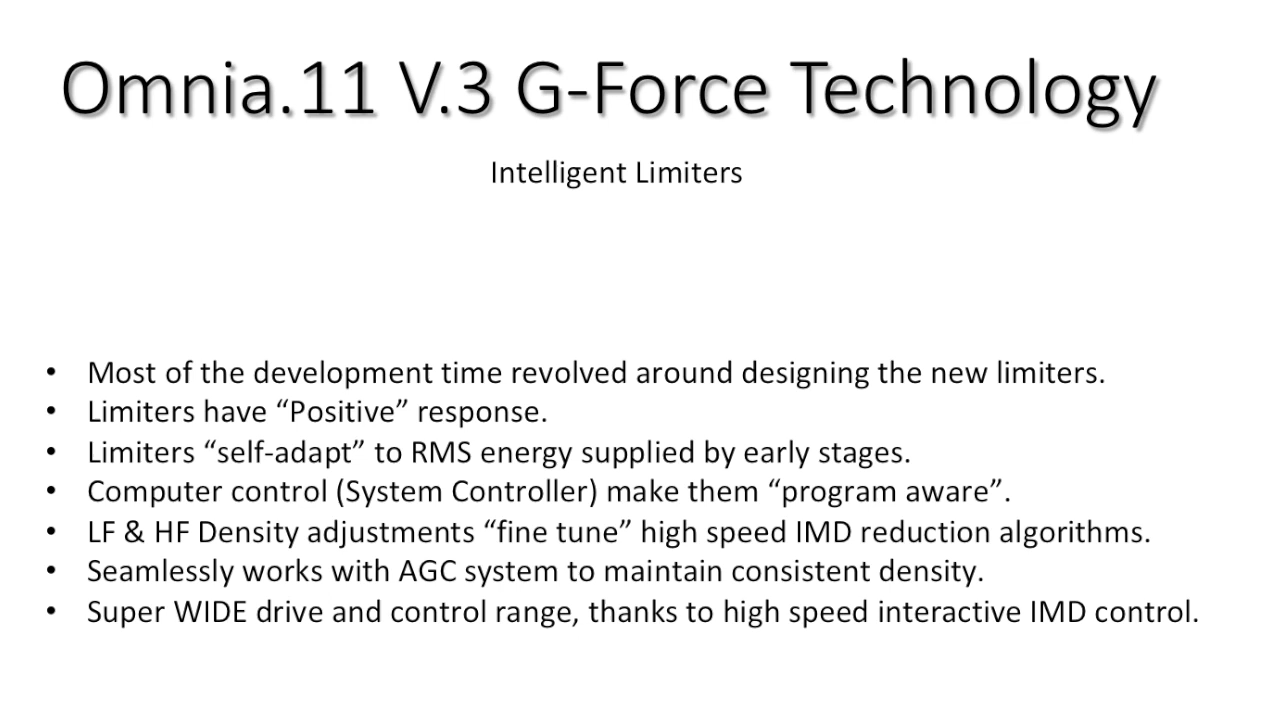 Omnia.11 V.3 G-Force Technology
Intelligent Limiters
• Most of the development time revolved around designing the new limiters.
• Limiters have “Positive” response.
• Limiters “self-adapt” to RMS energy supplied by early stages.
• Computer control (System Controller) make them “program aware”.
• LF & HF Density adjustments “fine tune” high speed IMD reduction algorithms.
• Seamlessly works with AGC system to maintain consistent density.
• Super WIDE drive and control range, thanks to high speed interactive IMD control.